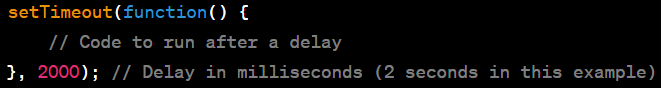 setTimeout(function() {
    // Code to run after a delay
}, 2000); // Delay in milliseconds (2 seconds in this example)